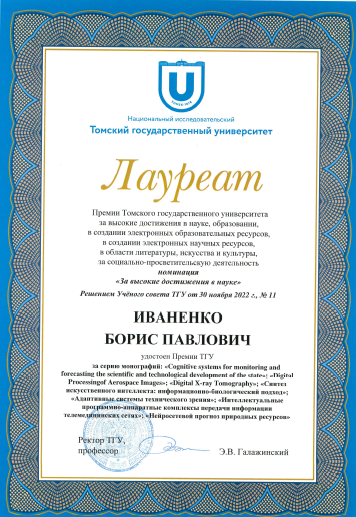 Национальный исследовательский
Томский государственный университет
Лауреат
Премии Томского государственного университета
за высокие достижения в науке, образовании,
в создании электронных образовательных ресурсов,
в создании электронных научных ресурсов,
в области литературы, искусства и культуры,
за социально-просветительскую деятельность
номинация
«За высокие достижения в науке»
Решением Учёного совета ТГУ от 30 ноября 2022 г., № 11
ИВАНЕНКО
БОРИС ПАВЛОВИЧ
удостоен Премии ТГУ
за серию монографий: «Cognitive systems for monitoring and
forecasting the scientific and technological development of the state»; «Digital
Processingof Aerospace Images»; «Digital X-ray Tomography»; «Синтез
искусственного интеллекта: информационно-биологический подход»;
«Адаптивные системы технического зрения»; «Интеллектуальные
программно-аппаратные комплексы передачи информации
телемедицинских сетях»; «Нейросетевой прогноз природных ресурсов»
Ректор ТГУ,
профессор
Э.В. Галажинский